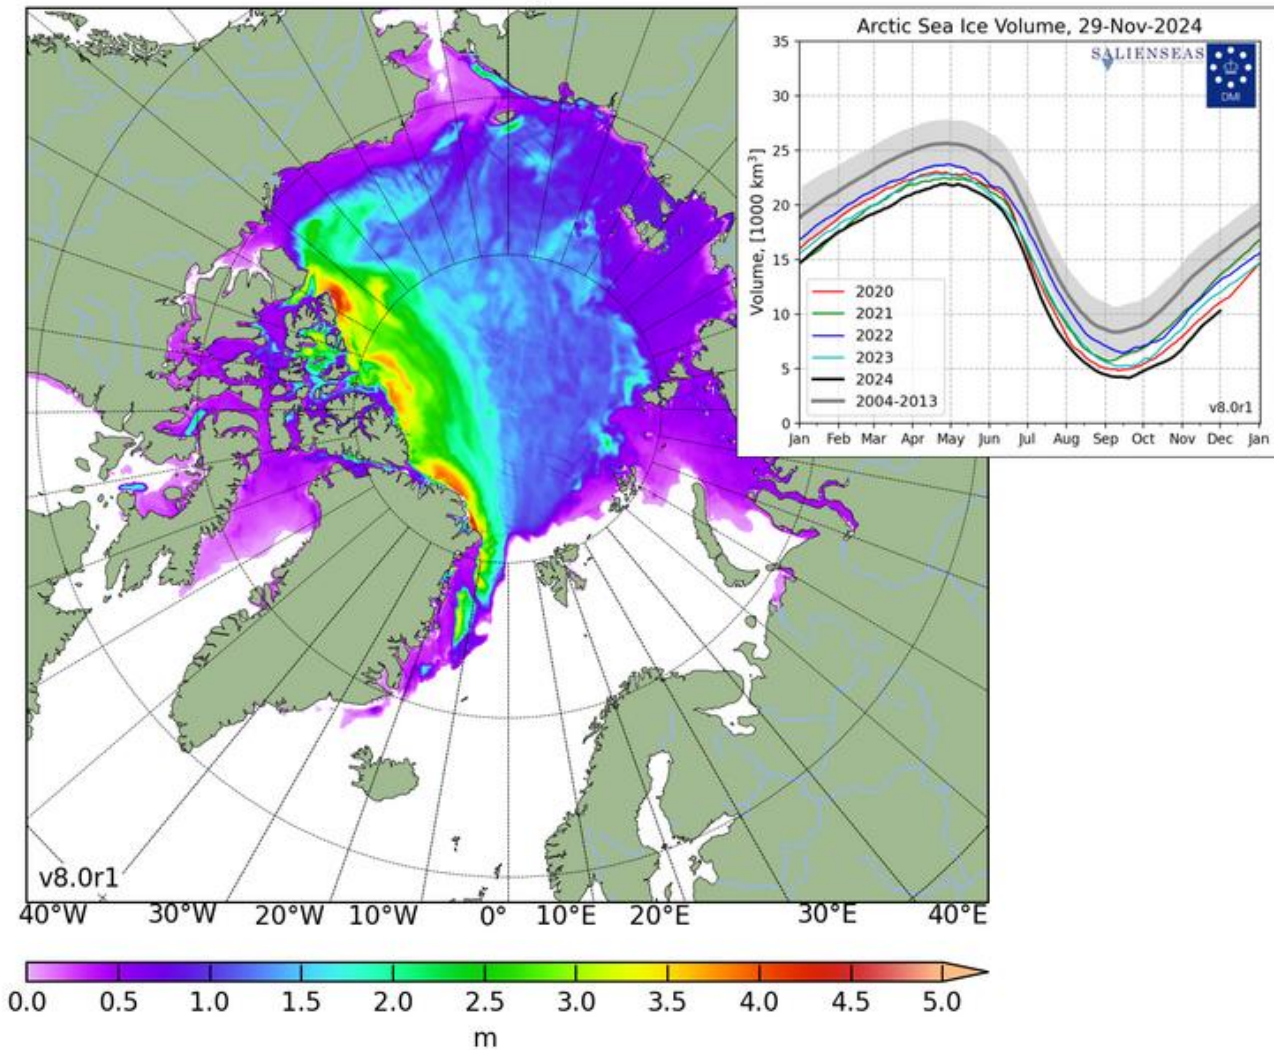 Arctic Sea Ice Volume, 29-Nov-2024
SALIENSEAS
DMI
Volume, [1000 km³]
35
30
25
20
15
10
5
0
2020
2021
2022
2023
2024
2004-2013
v8.0r1
Jan Feb Mar Apr May Jun Jul Aug Sep Oct Nov Dec Jan
v8.0r1
40°W 30°W 20°W 10°W 0° 10°E 20°E 30°E 40°E
0.0 0.5 1.0 1.5 2.0 2.5 3.0 3.5 4.0 4.5 5.0
m